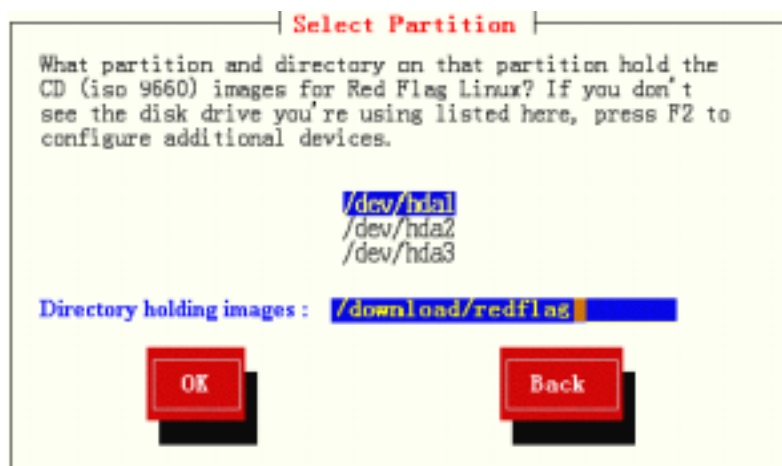 Select Partition
What partition and directory on that partition hold the
CD (iso 9660) images for Red Flag Linux? If you don't
see the disk drive you're using listed here, press F2 to
configure additional devices.
/dev/hda1
/dev/hda2
/dev/hda3
Directory holding images : /download/redflag
OK Back